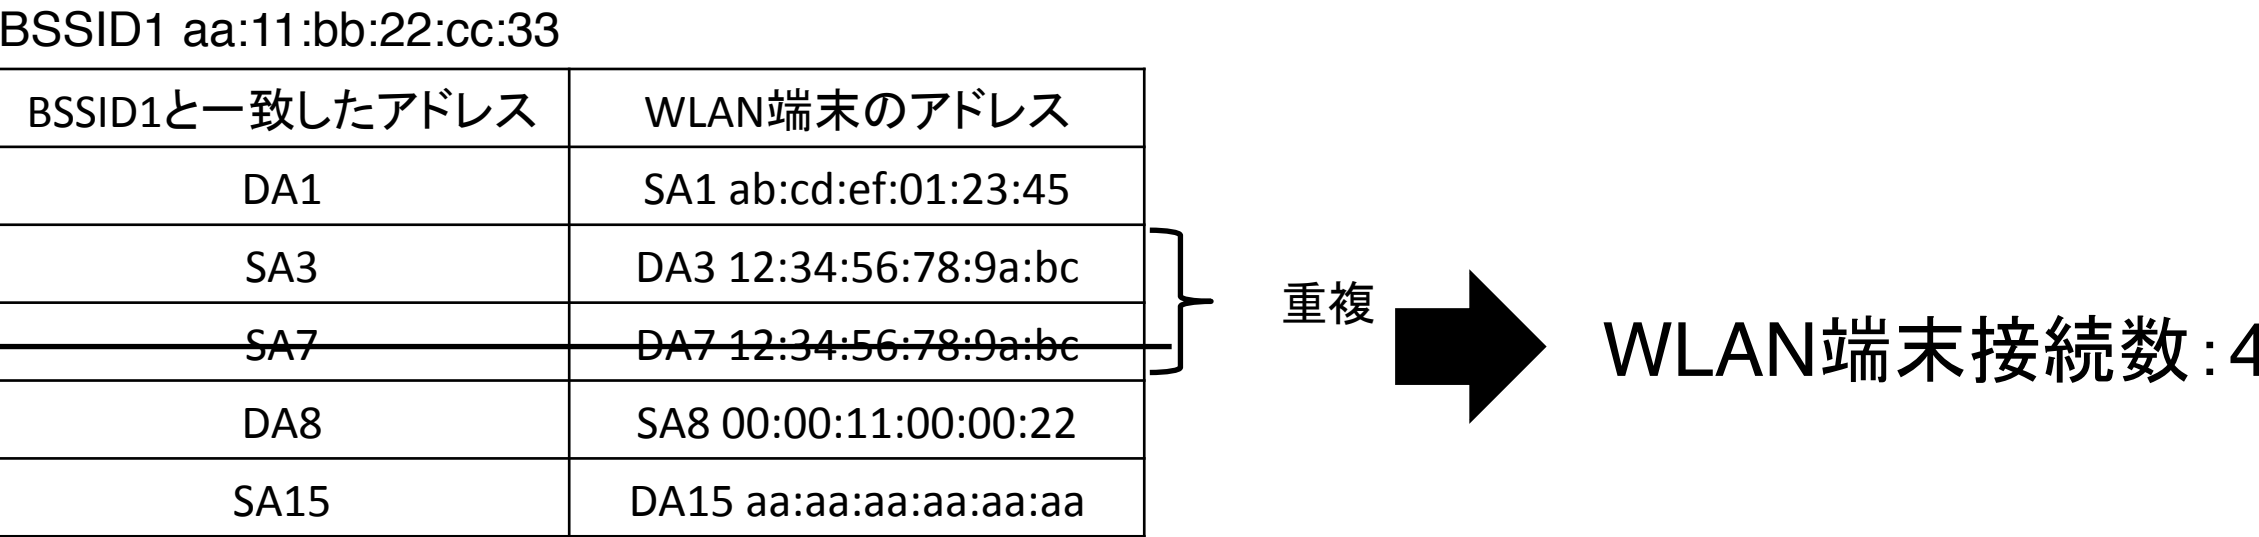 BSSID1 aa:11:bb:22:cc:33
BSSID1と一致したアドレス WLAN端末のアドレス
DA1 SA1 ab:cd:ef:01:23:45
SA3 DA3 12:34:56:78:9a:bc
SA7 DA7 12:34:56:78:9a:bc
DA8 SA8 00:00:11:00:00:22
SA15 DA15 aa:aa:aa:aa:aa:aa
重複
WLAN端末接続数:4